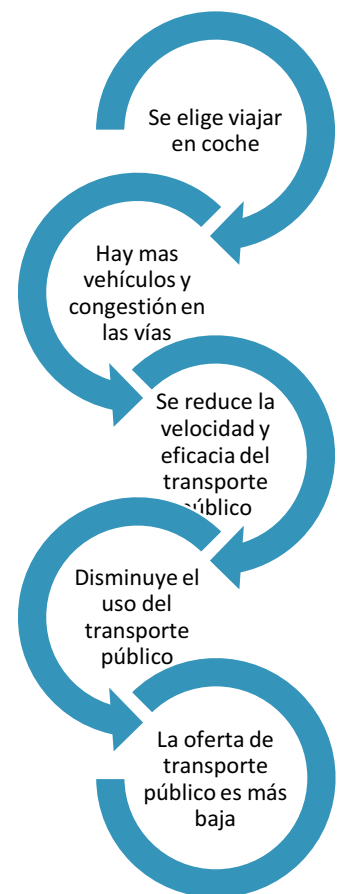 Se elige viajar
en coche
Hay mas
vehículos y
congestión en
las vías
Se reduce la
velocidad y
eficacia del
transporte
público
Disminuye el
uso del
transporte
público
La oferta de
transporte
público es más
baja